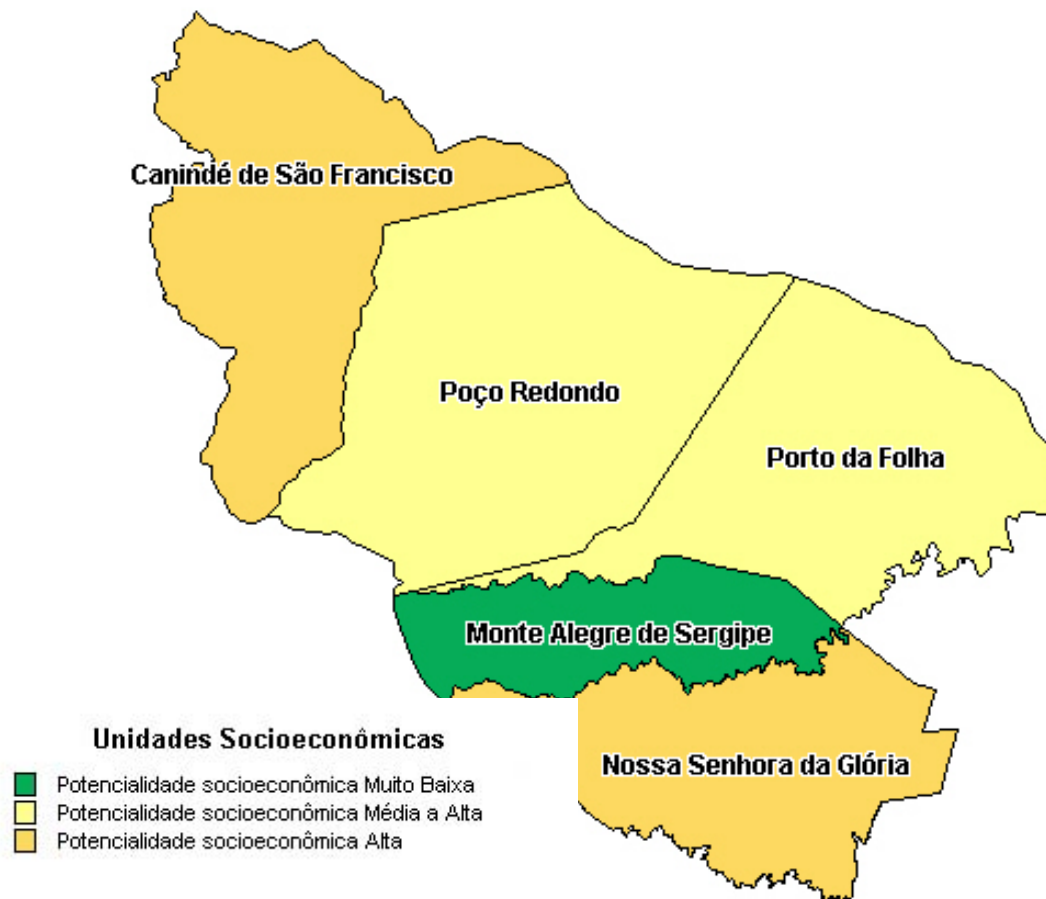 Canindé de São Francisco
Poço Redondo
Porto da Folha
Monte Alegre de Sergipe
Nossa Senhora da Glória
Unidades Socioeconômicas
Potencialidade socioeconômica Muito Baixa
Potencialidade socioeconômica Média a Alta
Potencialidade socioeconômica Alta